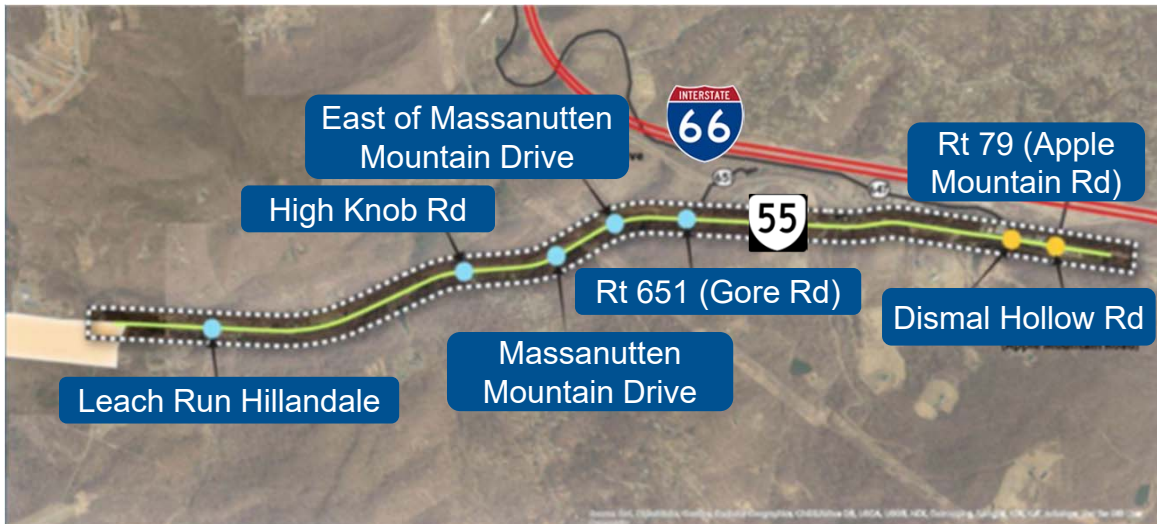 East of Massanutten
Mountain Drive
INTERSTATE
66
Rt 79 (Apple
Mountain Rd)
High Knob Rd
55
55
Rt 651 (Gore Rd)
Dismal Hollow Rd
Massanutten
Mountain Drive
Leach Run Hillandale